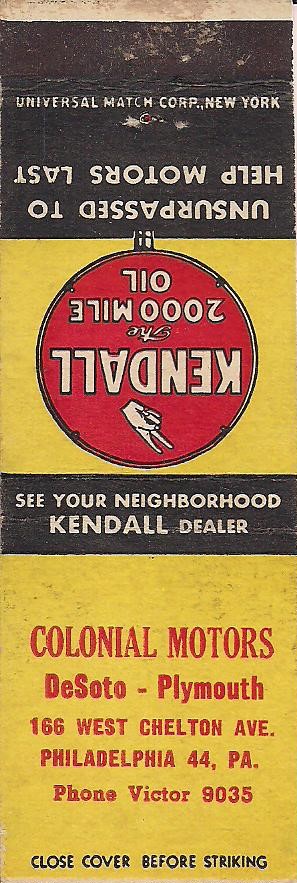 UNIVERSAL MATCH CORP., NEW YORK
UNSURPASSED TO
HELP MOTORS LAST
KENDALL
The
2000 MILE
OIL
SEE YOUR NEIGHBORHOOD
KENDALL DEALER
COLONIAL MOTORS
DeSoto - Plymouth
166 WEST CHELTON AVE.
PHILADELPHIA 44, PA.
Phone Victor 9035
CLOSE COVER BEFORE STRIKING